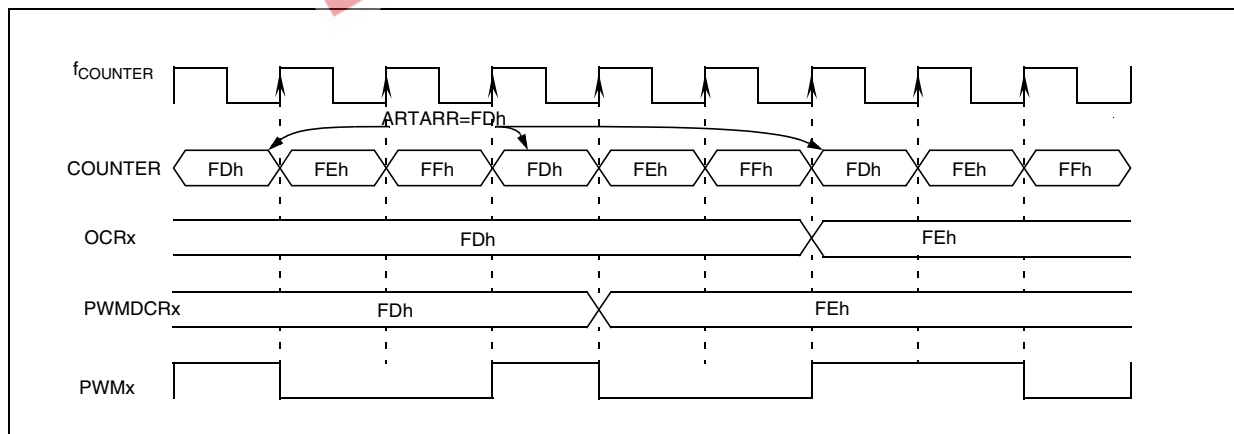 fCOUNTER
ARTARR=FDh
COUNTER FDh FEh FFh FDh FEh FFh FDh FEh FFh
OCRx FDh FEh
PWMDCRx FDh FEh
PWMx